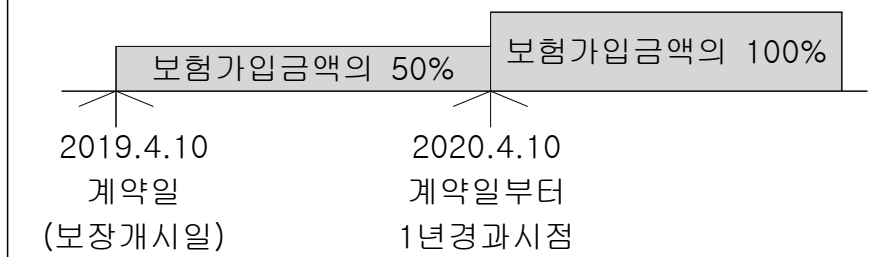 보험가입금액의 50%
보험가입금액의 100%
2019.4.10
계약일
(보장개시일)
2020.4.10
계약일부터
1년경과시점